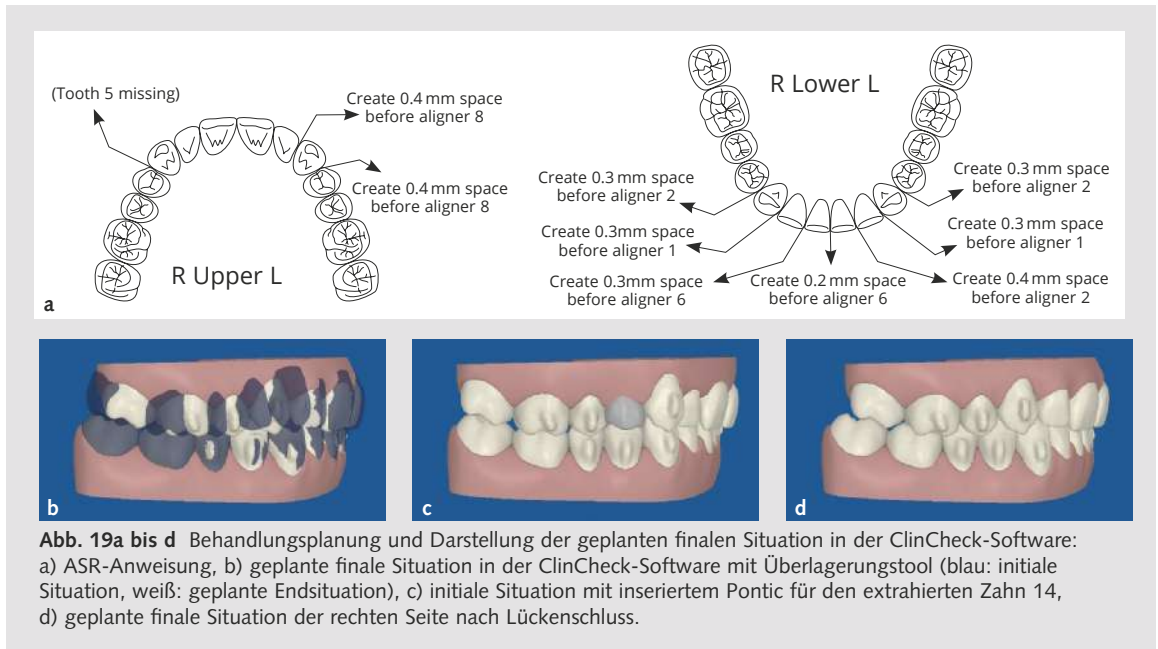 (Tooth 5 missing)
Create 0.4 mm space
before aligner 8
Create 0.4 mm space
before aligner 8
R Upper L
a
R Lower L
Create 0.3 mm space
before aligner 2
Create 0.3mm space
before aligner 1
Create 0.3mm space
before aligner 6
Create 0.2 mm space
before aligner 6
Create 0.3 mm space
before aligner 2
Create 0.3 mm space
before aligner 1
Create 0.4 mm space
before aligner 2
b
c
d
Abb. 19a bis d Behandlungsplanung und Darstellung der geplanten finalen Situation in der ClinCheck-Software:
a) ASR-Anweisung, b) geplante finale Situation in der ClinCheck-Software mit Überlagerungstool (blau: initiale
Situation, weiß: geplante Endsituation), c) initiale Situation mit inseriertem Pontic für den extrahierten Zahn 14,
d) geplante finale Situation der rechten Seite nach Lückenschluss.